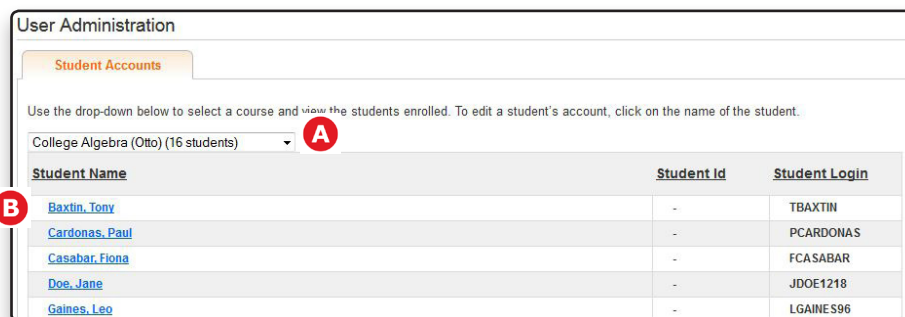 User Administration
Student Accounts
Use the drop-down below to select a course and view the students enrolled. To edit a student's account, click on the name of the student.
College Algebra (Otto) (16 students) A
Student Name Student Id Student Login
B Baxtin, Tony - TBAXTIN
Cardonas, Paul - PCARDONAS
Casabar, Fiona - FCASABAR
Doe, Jane - JDOE1218
Gaines, Leo - LGAINES96